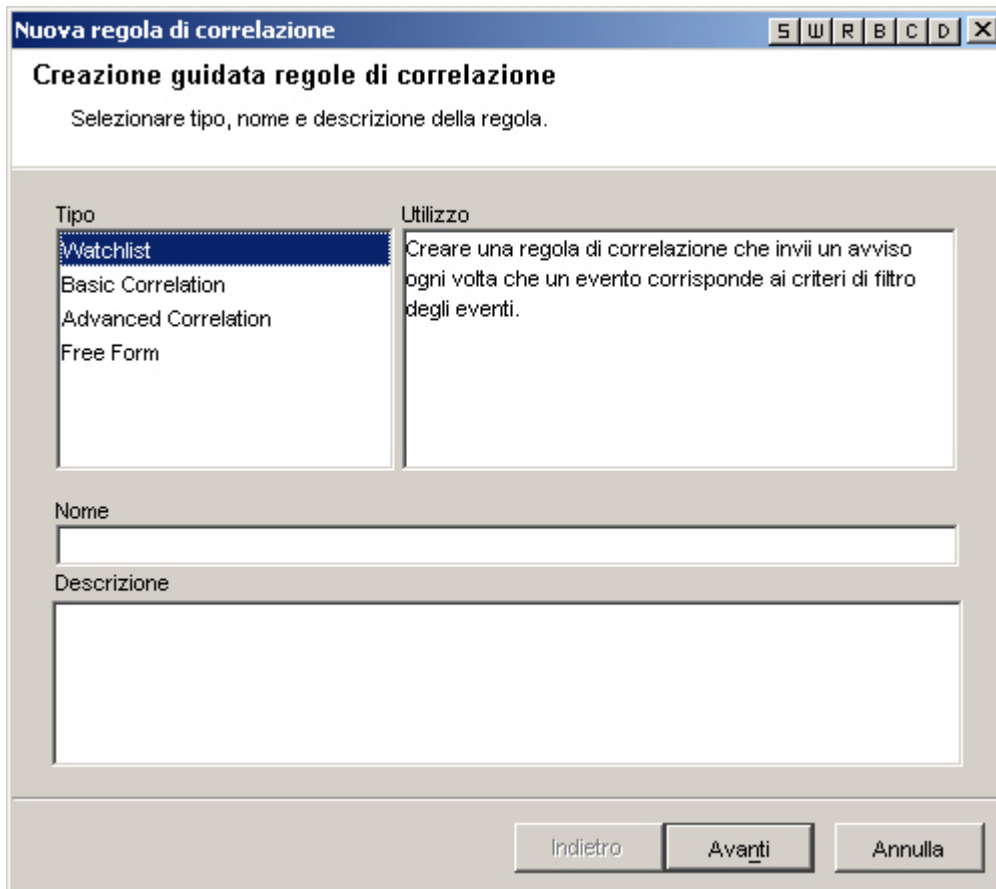 Nuova regola di correlazione S W R B C D X
Creazione guidata regole di correlazione
Selezionare tipo, nome e descrizione della regola.
Tipo
Watchlist
Basic Correlation
Advanced Correlation
Free Form
Utilizzo
Creare una regola di correlazione che invii un avviso
ogni volta che un evento corrisponde ai criteri di filtro
degli eventi.
Nome
Descrizione
Indietro Avanti Annulla